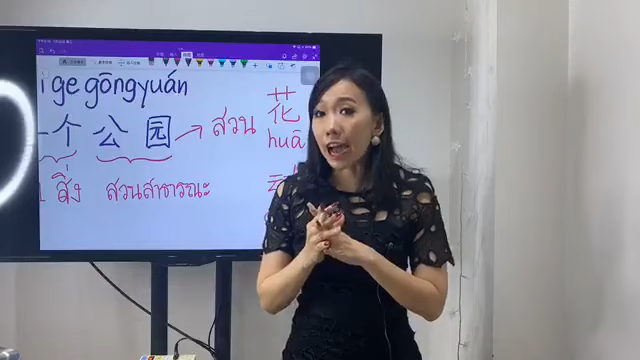 ge gōngyuán
个 公 园 → สวน
สิ่ง สวนสาธารณะ
花
huā